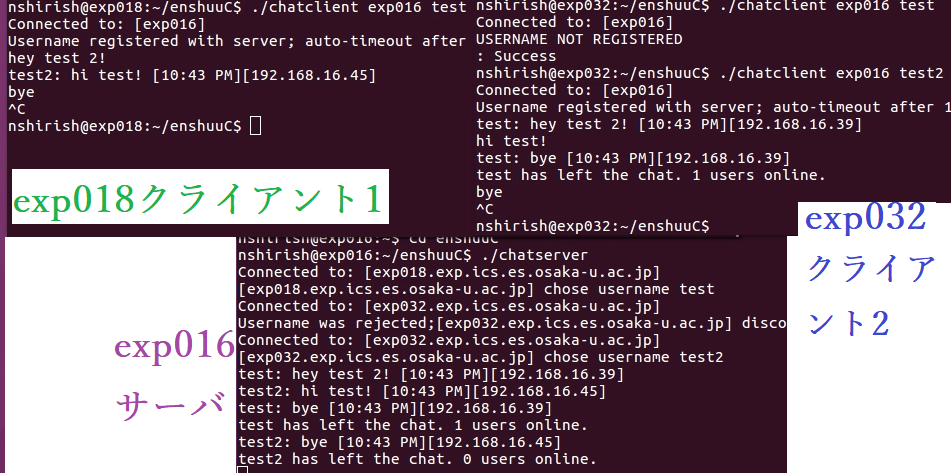 nshirish@exp018:~/enshuuC$ ./chatclient exp016 test
Connected to: [exp016]
Username registered with server; auto-timeout after
hey test 2!
test2: hi test! [10:43 PM][192.168.16.45]
bye
^C
nshirish@exp018:~/enshuuC$
exp018クライアント1
nshirish@exp032:~/enshuuC$ ./chatclient exp016 test
Connected to: [exp016]
USERNAME NOT REGISTERED
: Success
nshirish@exp032:~/enshuuC$ ./chatclient exp016 test2
Connected to: [exp016]
Username registered with server; auto-timeout after 1
test: hey test 2! [10:43 PM][192.168.16.39]
hi test!
test: bye [10:43 PM][192.168.16.39]
test has left the chat. 1 users online.
bye
^C
nshirish@exp032:~/enshuuC$
exp032
クライア
ント2
nshirish@exp016:~$ cd enshuuC
nshirish@exp016:~/enshuuC$ ./chatserver
Connected to: [exp018.exp.ics.es.osaka-u.ac.jp]
[exp018.exp.ics.es.osaka-u.ac.jp] chose username test
Connected to: [exp032.exp.ics.es.osaka-u.ac.jp]
Username was rejected;[exp032.exp.ics.es.osaka-u.ac.jp] disco
Connected to: [exp032.exp.ics.es.osaka-u.ac.jp]
[exp032.exp.ics.es.osaka-u.ac.jp] chose username test2
test: hey test 2! [10:43 PM][192.168.16.39]
test2: hi test! [10:43 PM][192.168.16.45]
test: bye [10:43 PM][192.168.16.39]
test has left the chat. 1 users online.
test2: bye [10:43 PM][192.168.16.45]
test2 has left the chat. 0 users online.
exp016
サーバ